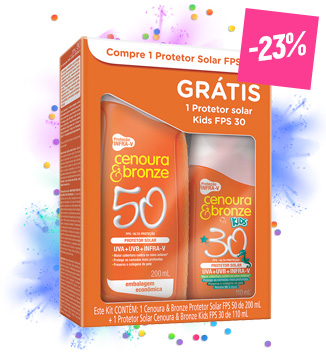 -23%
Compre 1 Protetor Solar FPS
GRÁTIS
1 Protetor solar
Kids FPS 30
Proteção
INFRA-V
cenoura
&bronze
50
PROTETOR SOLAR
UVA+UVB+INFRA-V
200 mL
embalagem
econômica
INFRA-V
cenoura
&bronze
KIDS
30
PROTETOR SOLAR
UVA+UVB+INFRA-V
Este Kit CONTÉM: 1 Cenoura & Bronze Protetor Solar FPS 50 de 200 mL
+ 1 Protetor Solar Cenoura & Bronze Kids FPS 30 de 110 mL